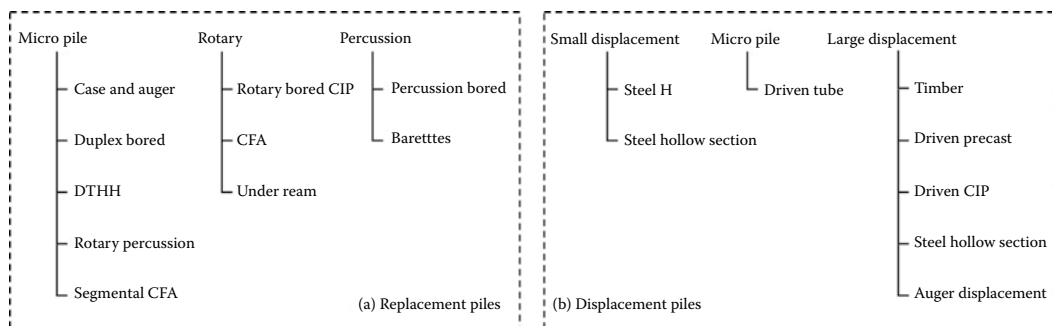 Micro pile
Case and auger
Duplex bored
DTHH
Rotary percussion
Segmental CFA
Rotary
Rotary bored CIP
CFA
Under ream
Percussion
Percussion bored
Baretttes
(a) Replacement piles
Small displacement
Steel H
Steel hollow section
Micro pile
Driven tube
Large displacement
Timber
Driven precast
Driven CIP
Steel hollow section
Auger displacement
(b) Displacement piles